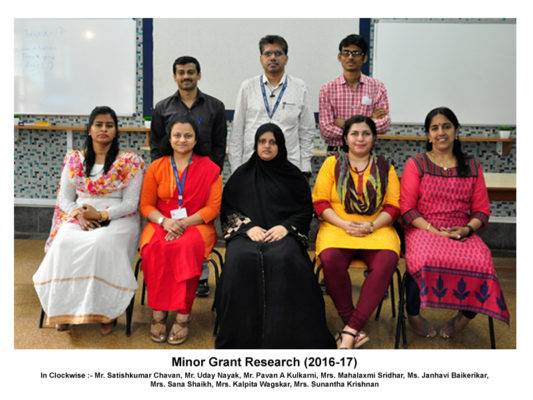 Minor Grant Research (2016-17)
In Clockwise :- Mr. Satishkumar Chavan, Mr. Uday Nayak, Mr. Pavan A Kulkarni, Mrs. Mahalaxmi Sridhar, Ms. Janhavi Baikerikar,
Mrs. Sana Shaikh, Mrs. Kalpita Wagskar, Mrs. Sunantha Krishnan